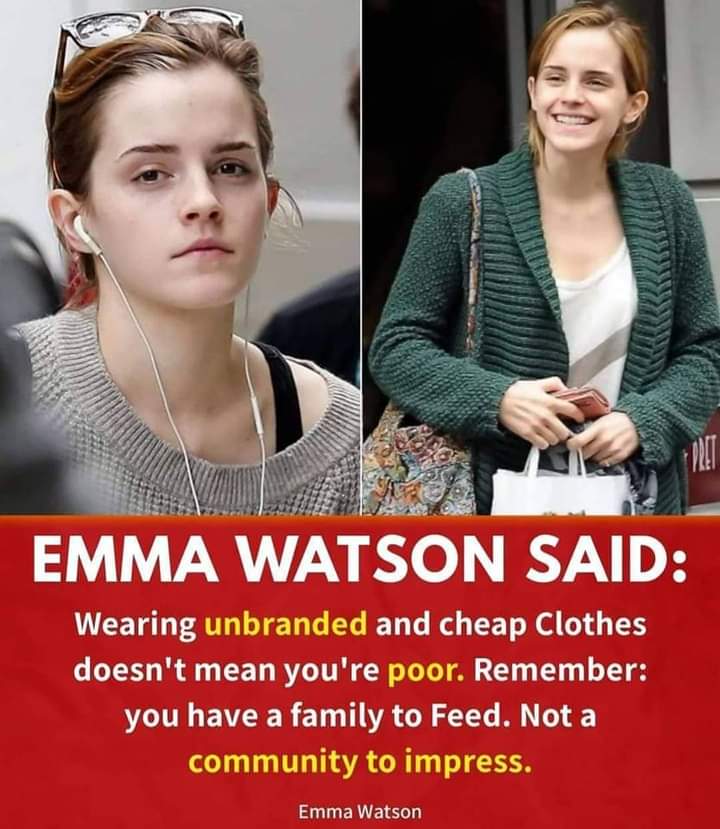 PRET
EMMA WATSON SAID:
Wearing unbranded and cheap Clothes
doesn't mean you're poor. Remember:
you have a family to Feed. Not a
community to impress.
Emma Watson